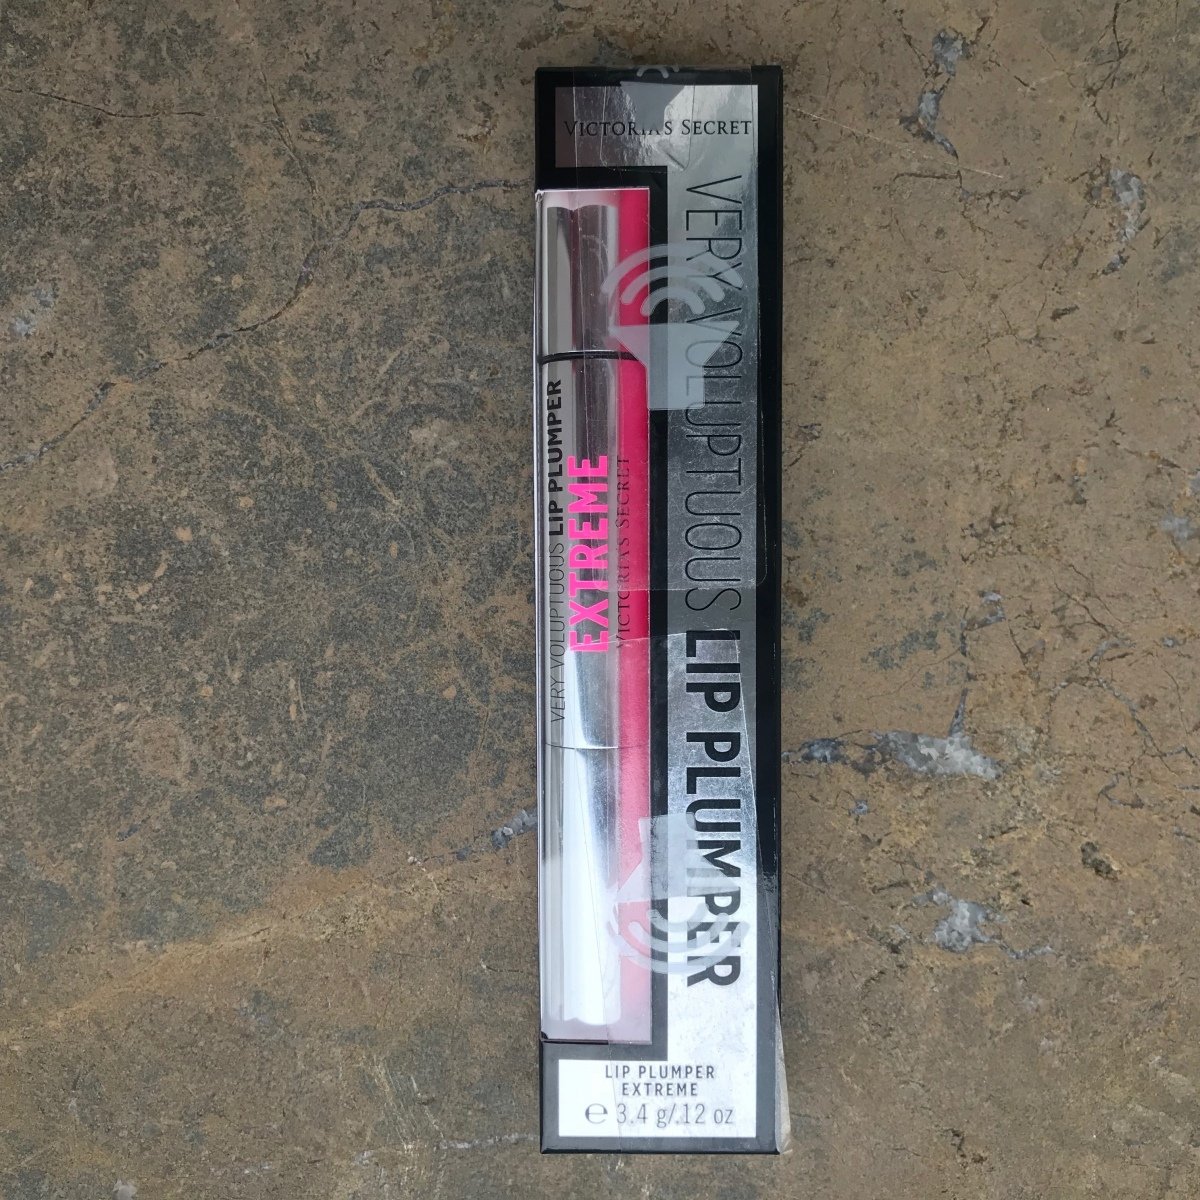 VICTORIA'S SECRET
VERY VOLUPTUOUS LIP PLUMPER
VERY VOLUPTUOUS LIP PLUMPER
EXTREME
VICTORIA'S SECRET
LIP PLUMPER
EXTREME
℮ 3.4 g/.12 oz